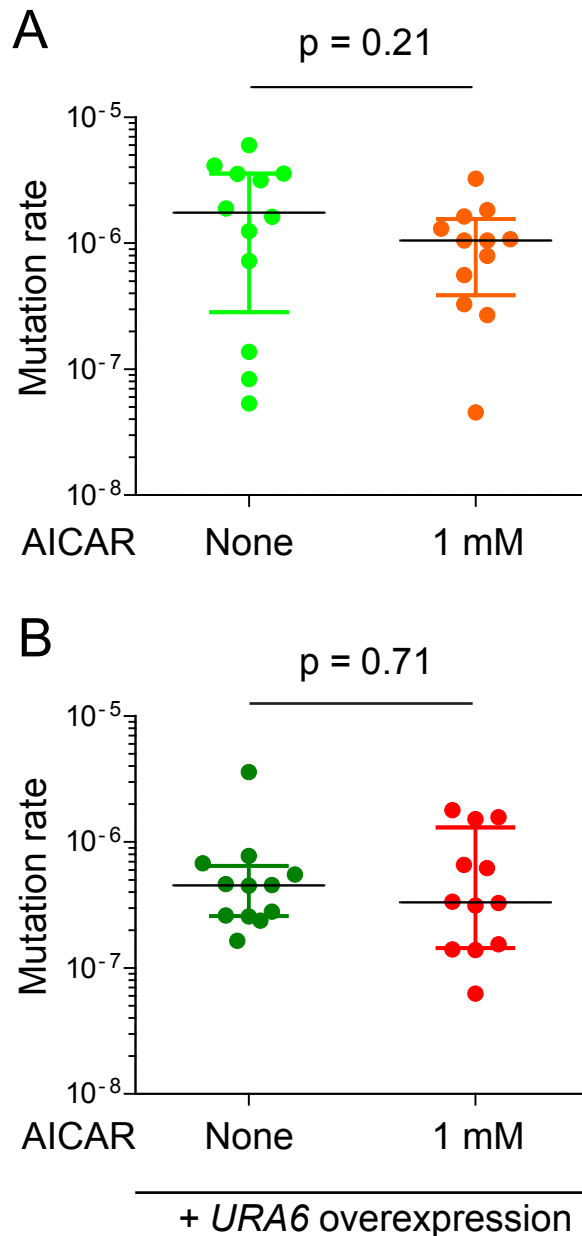 A
p = 0.21
Mutation rate
10-5
10-6
10-7
10-8
AICAR None 1 mM
B
p = 0.71
Mutation rate
10-5
10-6
10-7
10-8
AICAR None 1 mM
+ URA6 overexpression